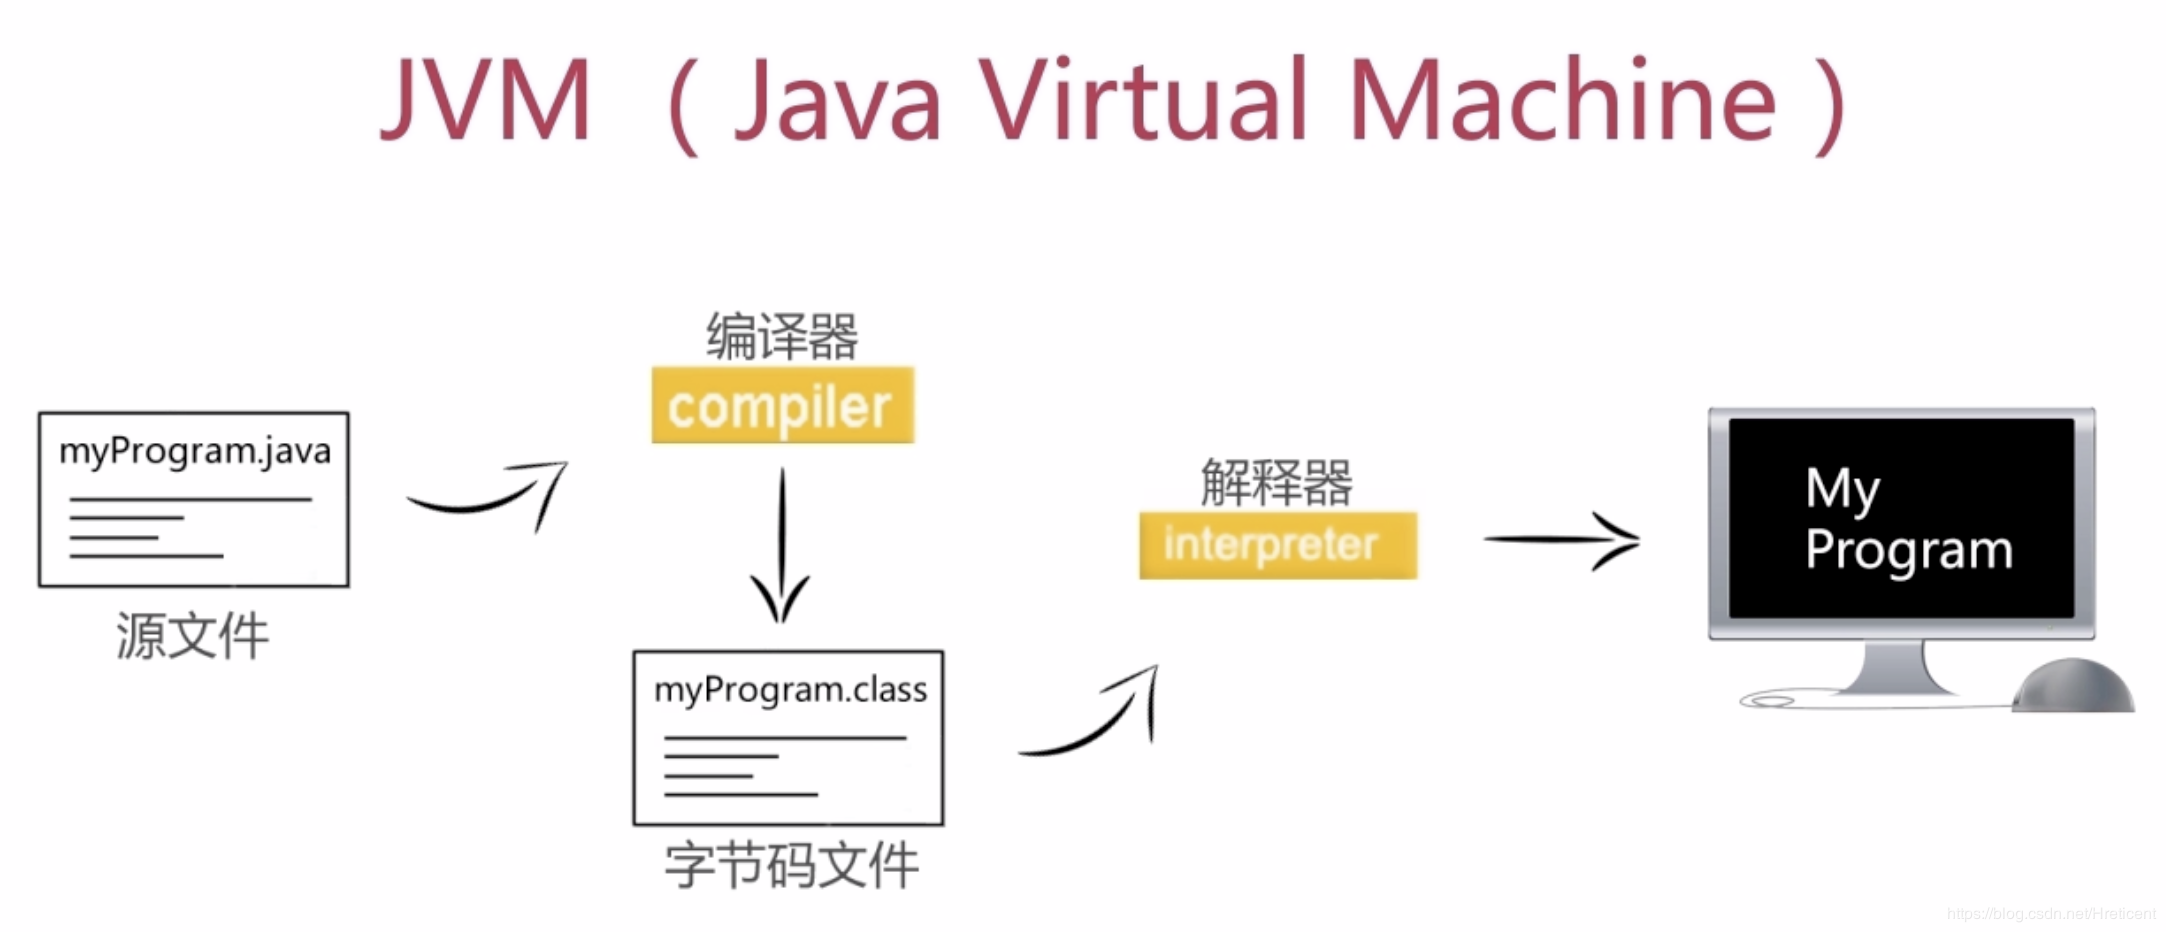 JVM （Java Virtual Machine）
编译器
compiler
myProgram.java
源文件
解释器
interpreter
My
Program
myProgram.class
字节码文件
https://blog.csdn.net/Hreticent